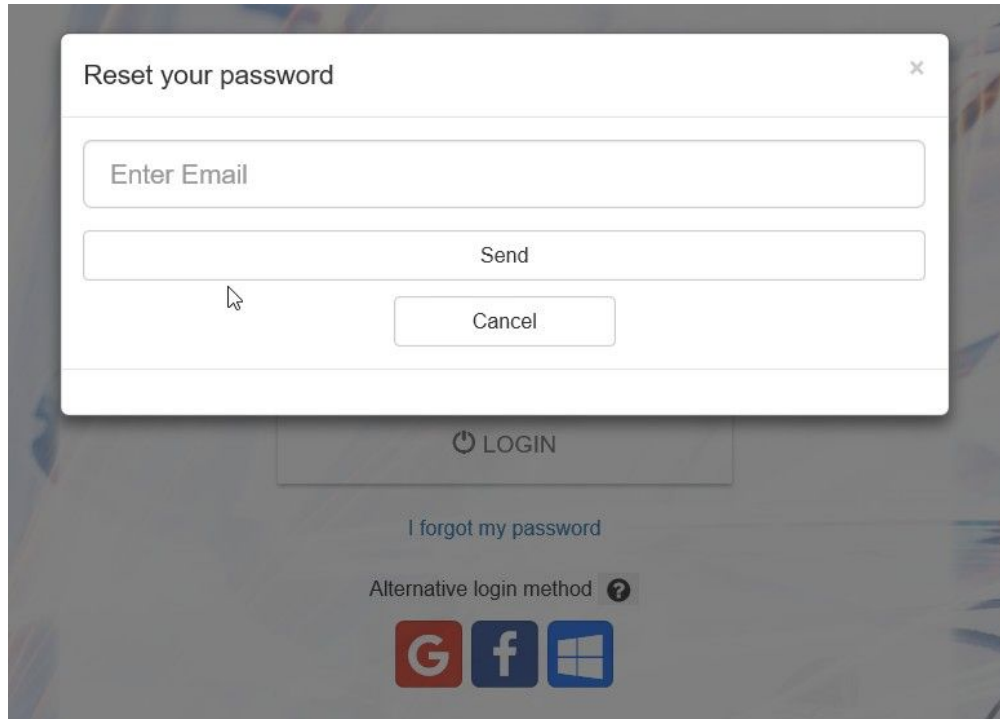 Reset your password ×
Enter Email
Send
Cancel
LOGIN
I forgot my password
Alternative login method ?
G f